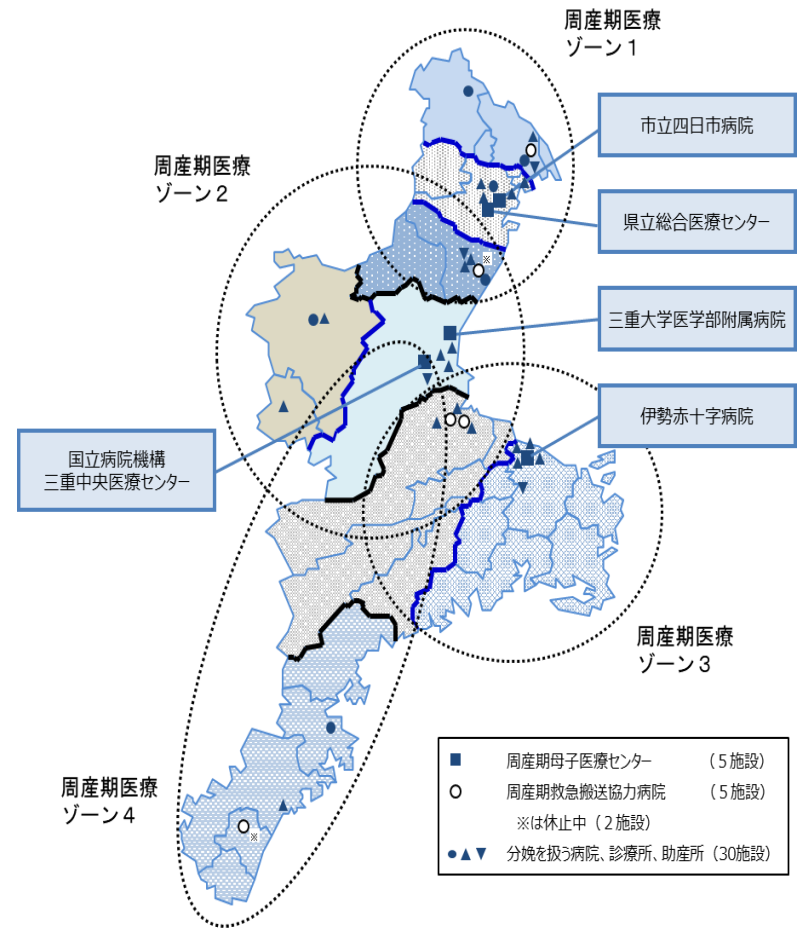 周産期医療
ゾーン１
市立四日市病院
周産期医療
ゾーン２
県立総合医療センター
※
三重大学医学部附属病院
伊勢赤十字病院
国立病院機構
三重中央医療センター
周産期医療
ゾーン３
周産期医療
ゾーン４
※
周産期母子医療センター （５施設）
周産期救急搬送協力病院 （５施設）
※は休止中（２施設）
分娩を扱う病院、診療所、助産所（30施設）